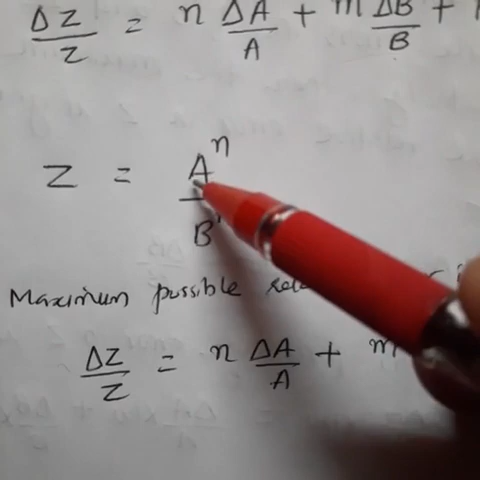 ΔZ/Z = n ΔA/A + m ΔB/B +
Z = A^n/B
Maximum possible
ΔZ/Z = n ΔA/A + m